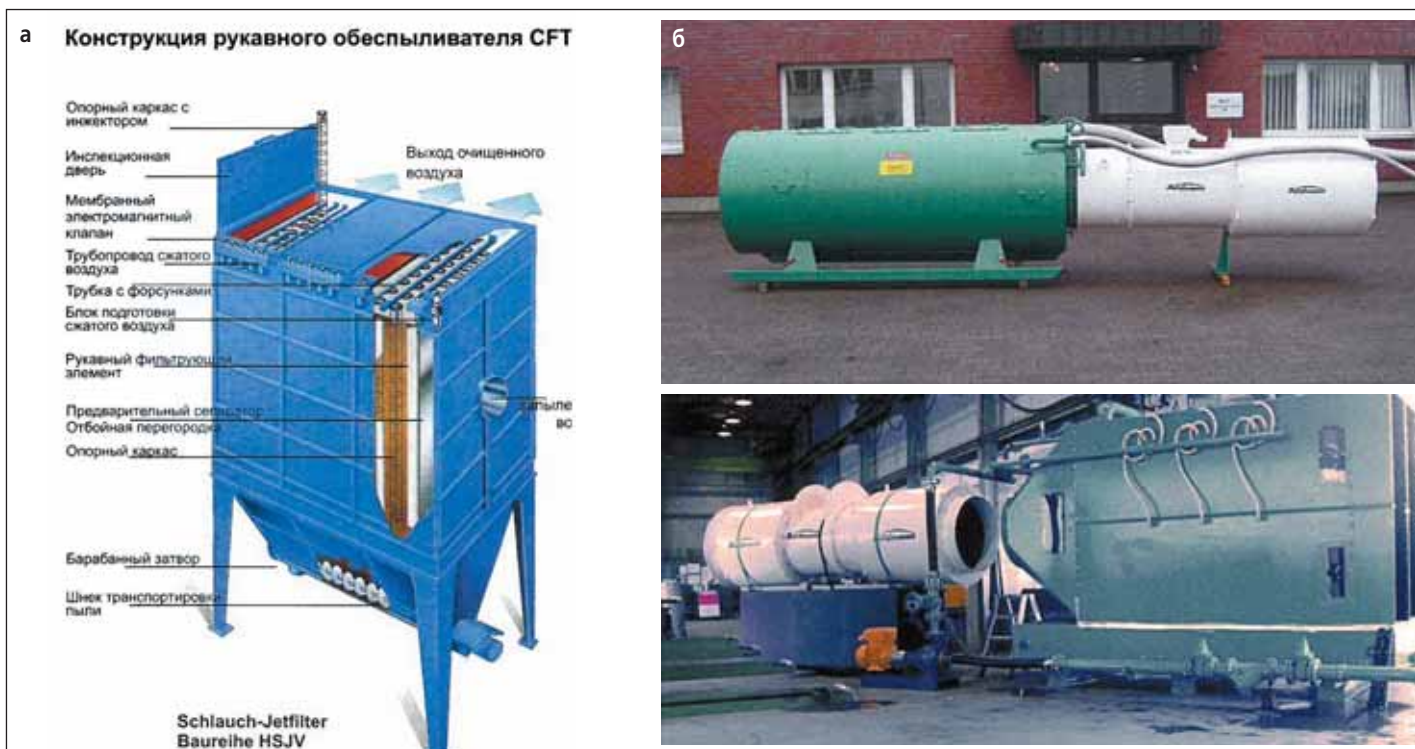 а
Конструкция рукавного обеспыливателя CFT
Опорный каркас с
инжектором
Инспекционная
дверь
Мембранный
электромагнитный
клапан
Трубопровод сжатого
воздуха
Трубка с форсунками
Блок подготовки
сжатого воздуха
Рукавный фильтрующий
элемент
Предварительный сепаратор
Отбойная перегородка
Опорный каркас
Барабанный затвор
Шнек транспортировки
пыли
Выход очищенного
воздуха
запыле
вс
Schlauch-Jetfilter
Baureihe HSJV
б